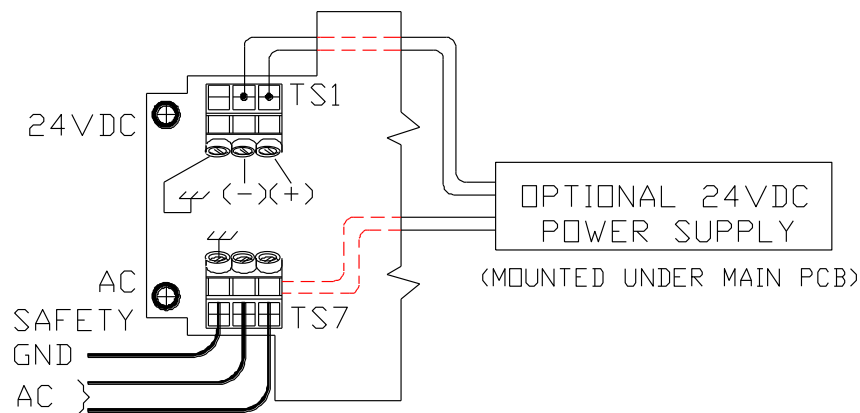 TS1
24VDC
(-)(+)
OPTIONAL 24VDC
POWER SUPPLY
(MOUNTED UNDER MAIN PCB)
AC
SAFETY
GND
TS7
AC }